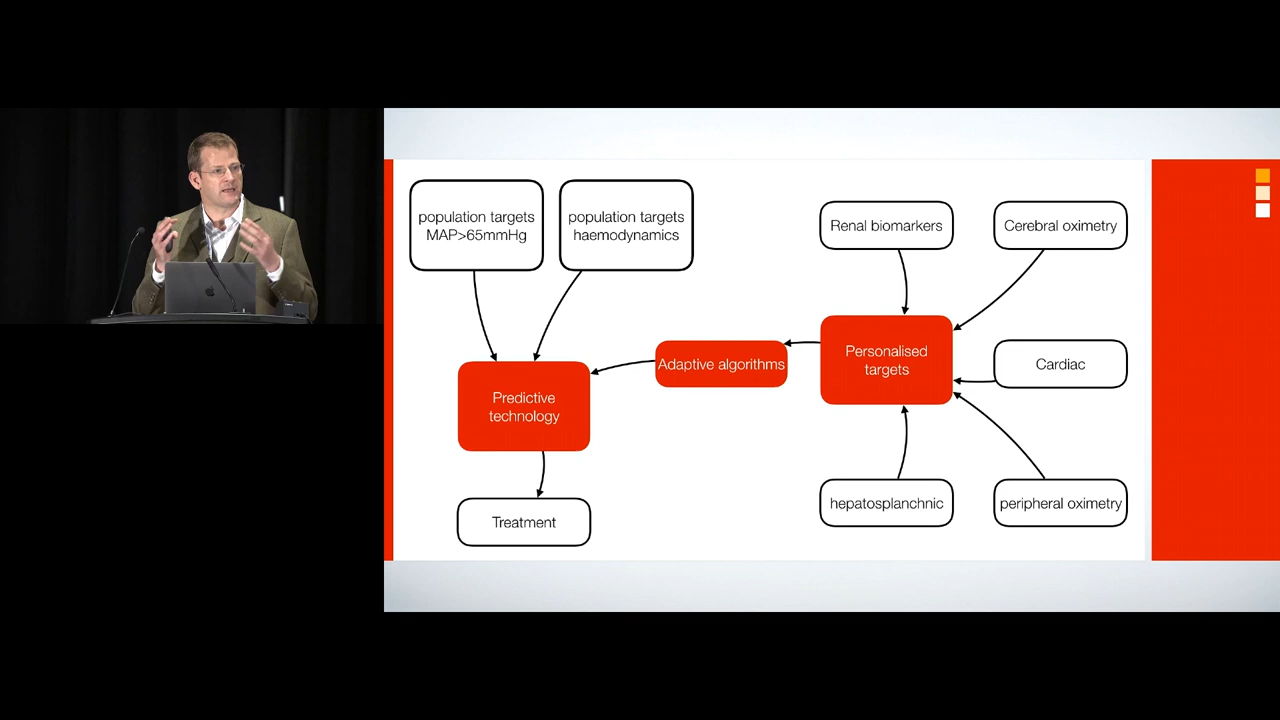 population targets
MAP>65mmHg
population targets
haemodynamics
Renal biomarkers
Cerebral oximetry
Adaptive algorithms
Personalised
targets
Cardiac
Predictive
technology
Treatment
hepatosplanchnic
peripheral oximetry